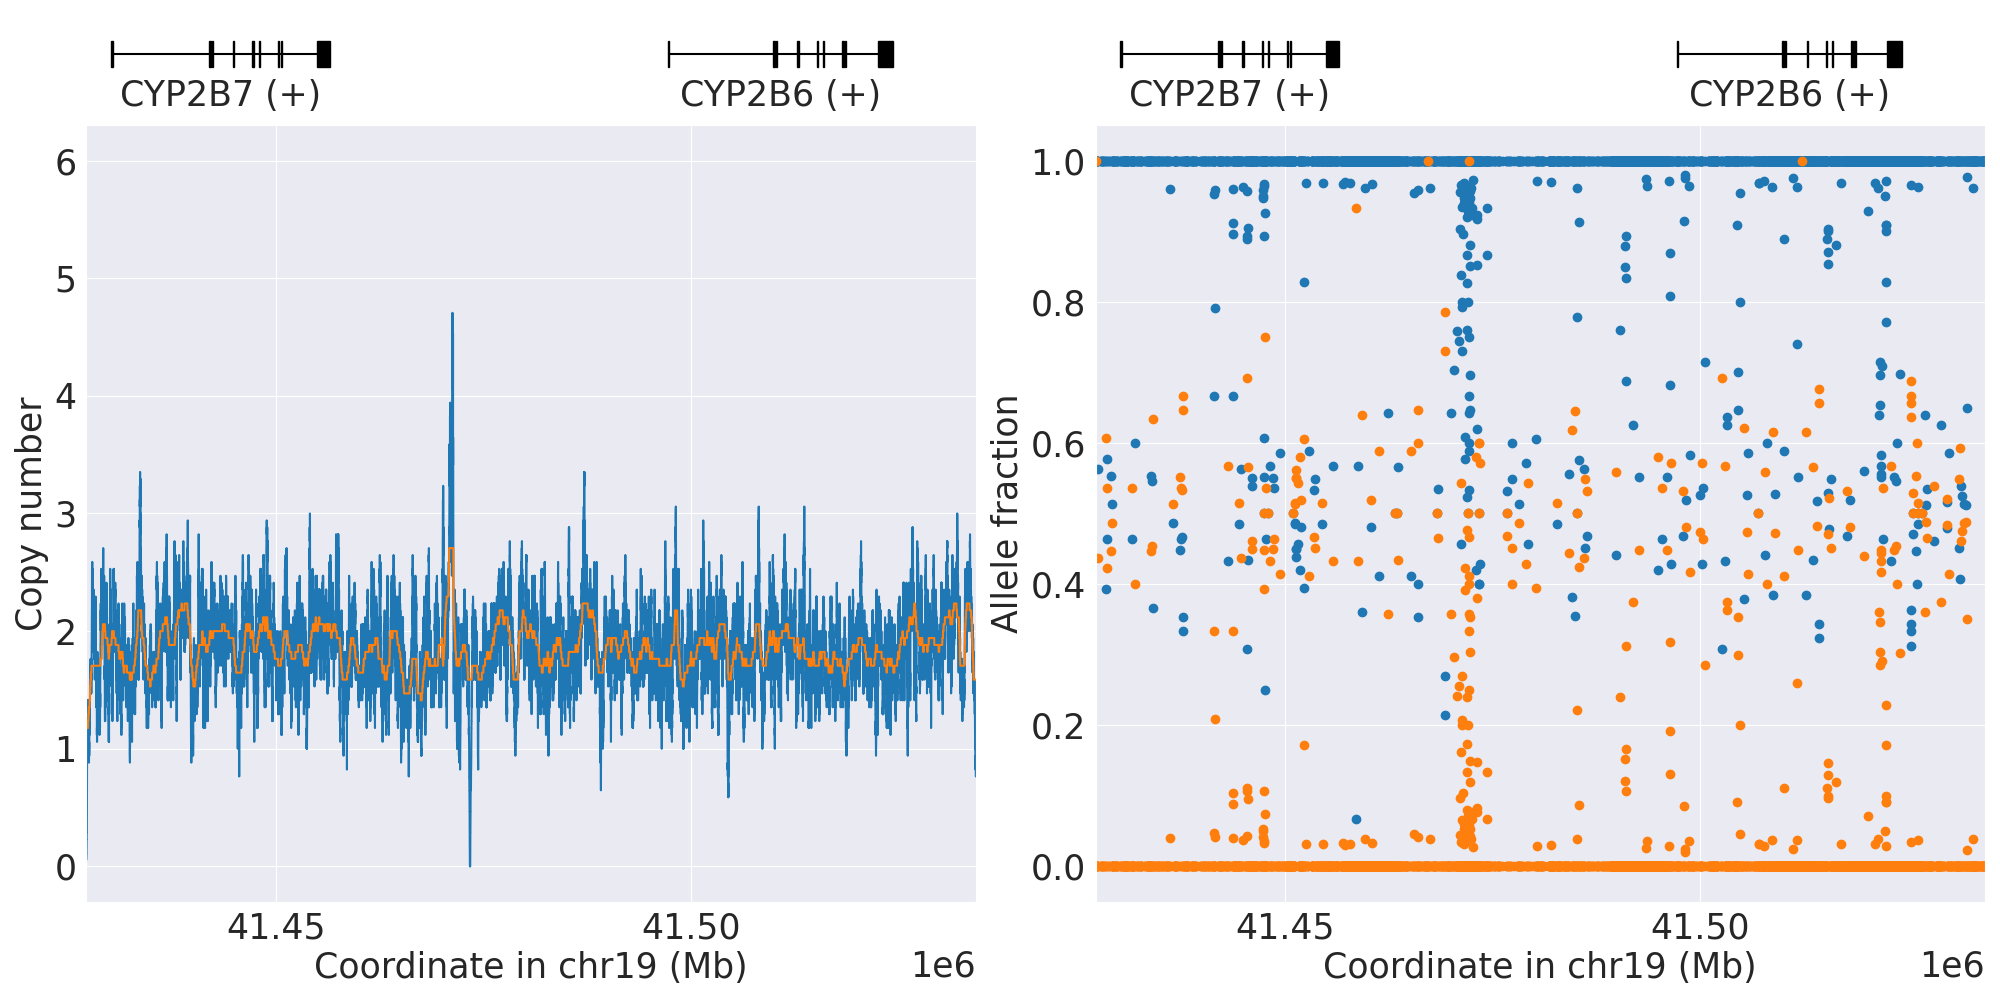 CYP2B7 (+)
CYP2B6 (+)
6
5
4
3
2
1
0
Copy number
41.45
41.50
Coordinate in chr19 (Mb)
1e6
CYP2B7 (+)
CYP2B6 (+)
1.0
0.8
0.6
0.4
0.2
0.0
Allele fraction
41.45
41.50
Coordinate in chr19 (Mb)
1e6